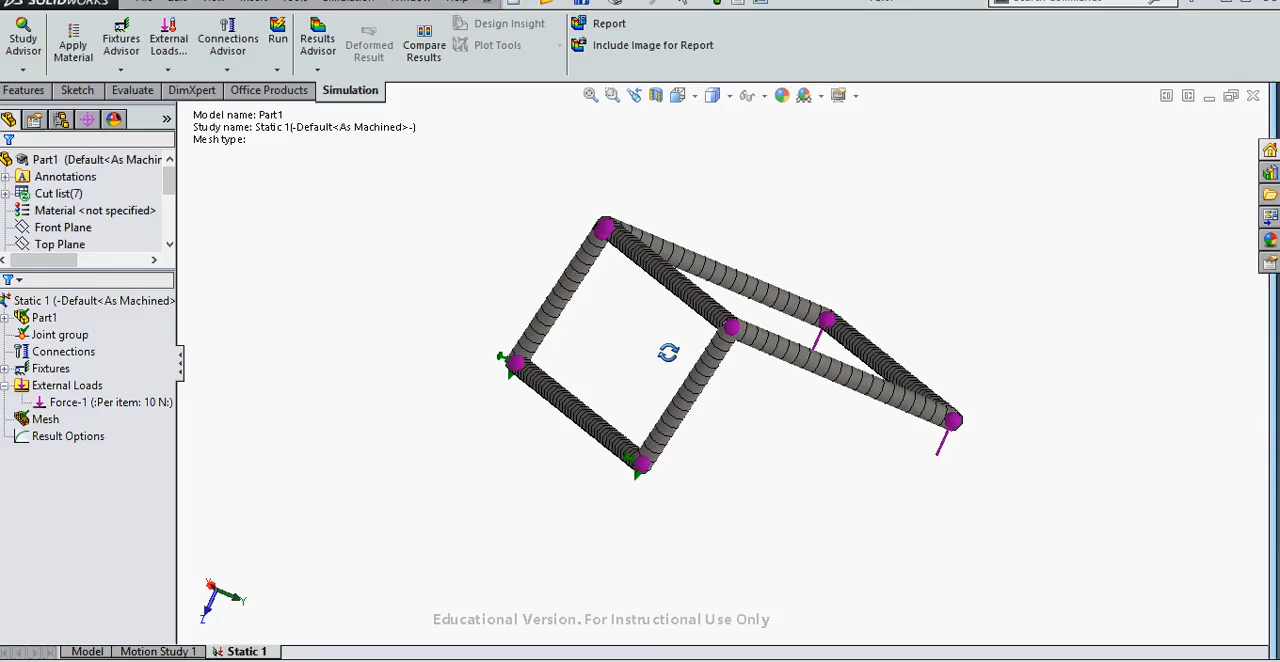 SOLIDWORKS
Study Advisor
Apply Material
Fixtures Advisor
External Loads...
Connections Advisor
Run
Results Advisor
Deformed Result
Compare Results
Design Insight
Plot Tools
Report
Include Image for Report
Features Sketch Evaluate DimXpert Office Products Simulation
Model name: Part1
Study name: Static 1(-Default<As Machined>-)
Mesh type:
Part1 (Default<As Machin
Annotations
Cut list(7)
Material <not specified>
Front Plane
Top Plane
Static 1 (-Default<As Machined>
Part1
Joint group
Connections
Fixtures
External Loads
Force-1 (:Per item: 10 N:)
Mesh
Result Options
X
Y
Z
Educational Version. For Instructional Use Only
Model Motion Study 1 Static 1